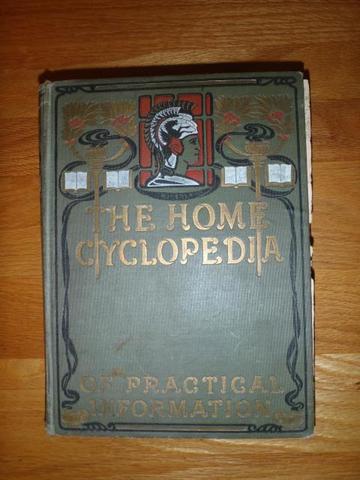 THE HOME
CYCLOPEDIA
OF PRACTICAL
INFORMATION